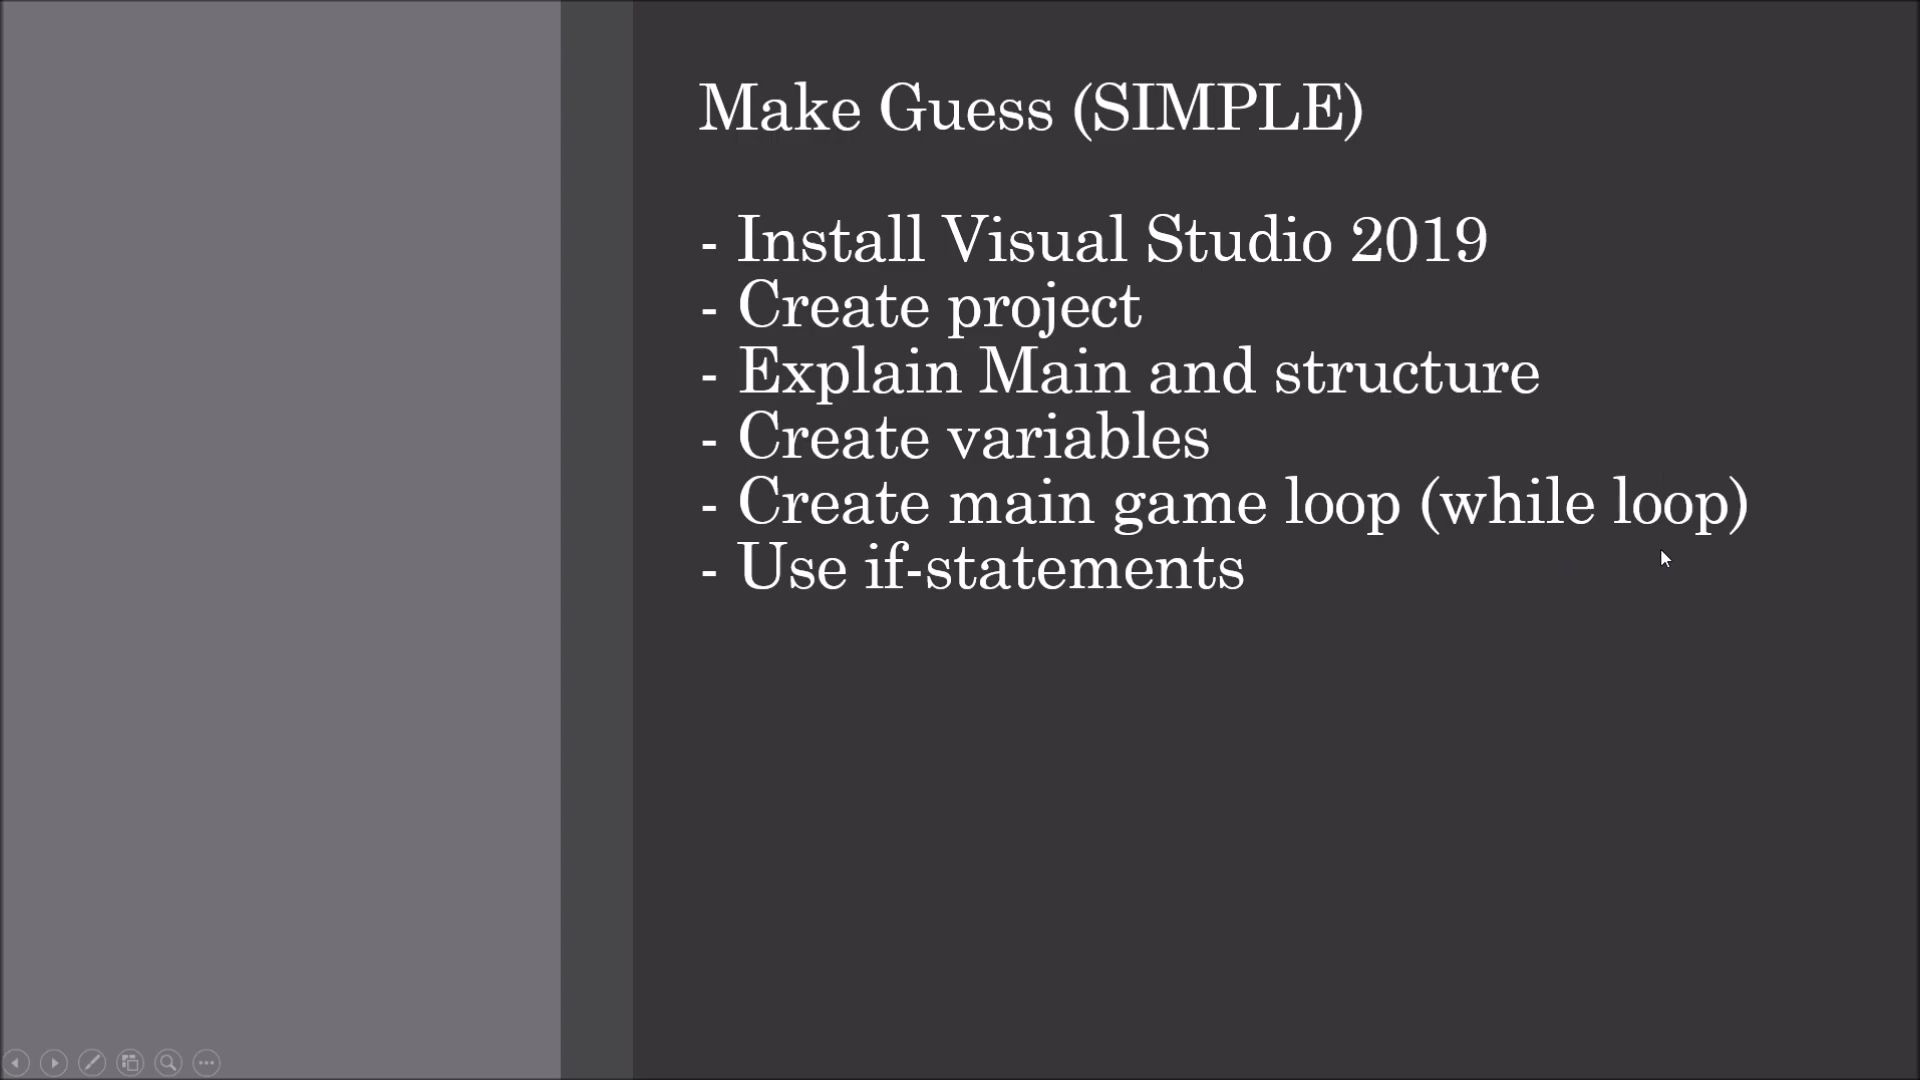 Make Guess (SIMPLE)
- Install Visual Studio 2019
- Create project
- Explain Main and structure
- Create variables
- Create main game loop (while loop)
- Use if-statements